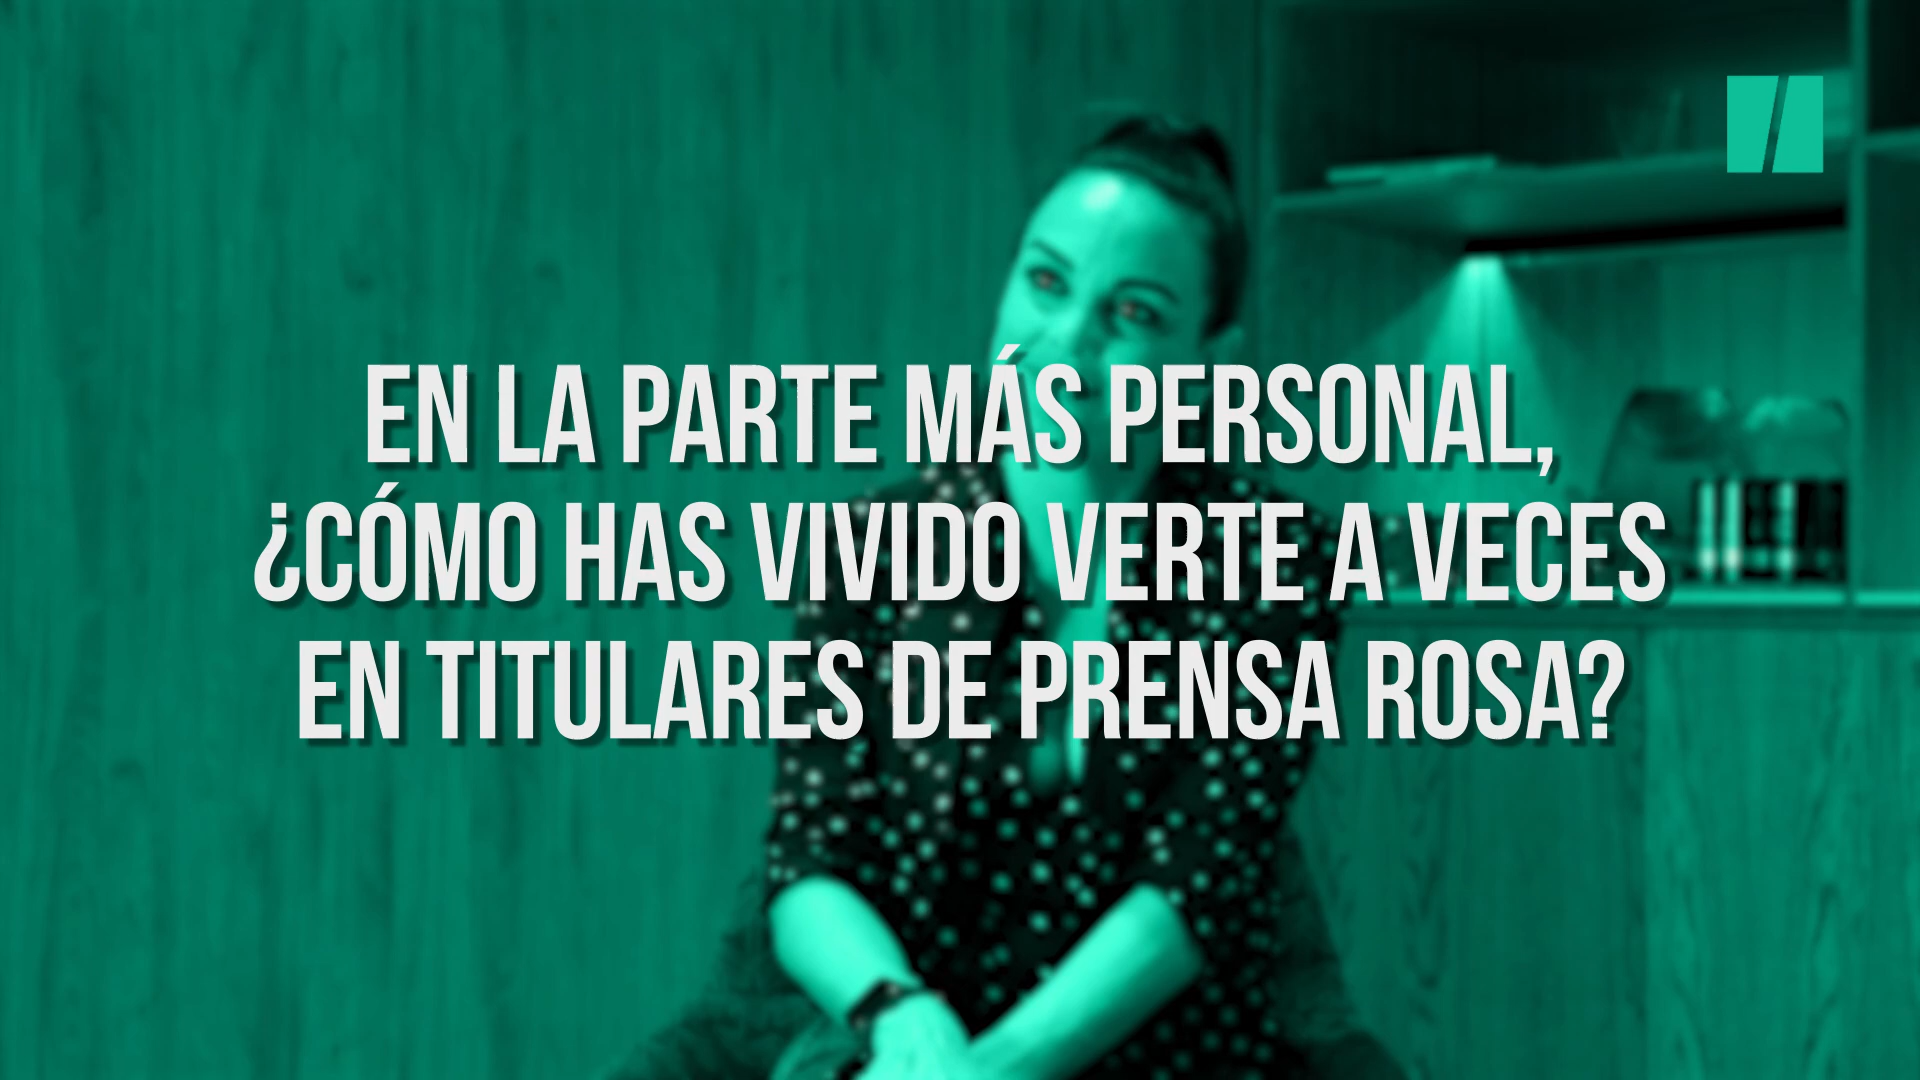 EN LA PARTE MÁS PERSONAL,
¿CÓMO HAS VIVIDO VERTE A VECES
EN TITULARES DE PRENSA ROSA?